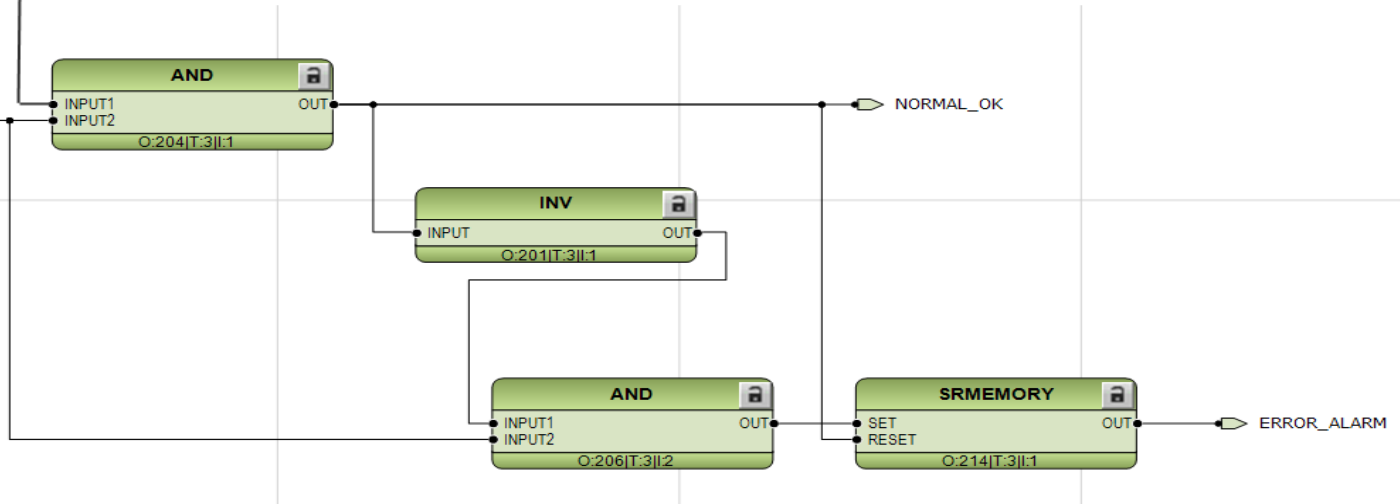 AND
INPUT1 OUT
INPUT2
O:204|T:3|I:1
NORMAL_OK
INV
INPUT OUT
O:201|T:3|I:1
AND
INPUT1 OUT
INPUT2
O:206|T:3|I:2
SRMEMORY
SET OUT
RESET
O:214|T:3|I:1
ERROR_ALARM